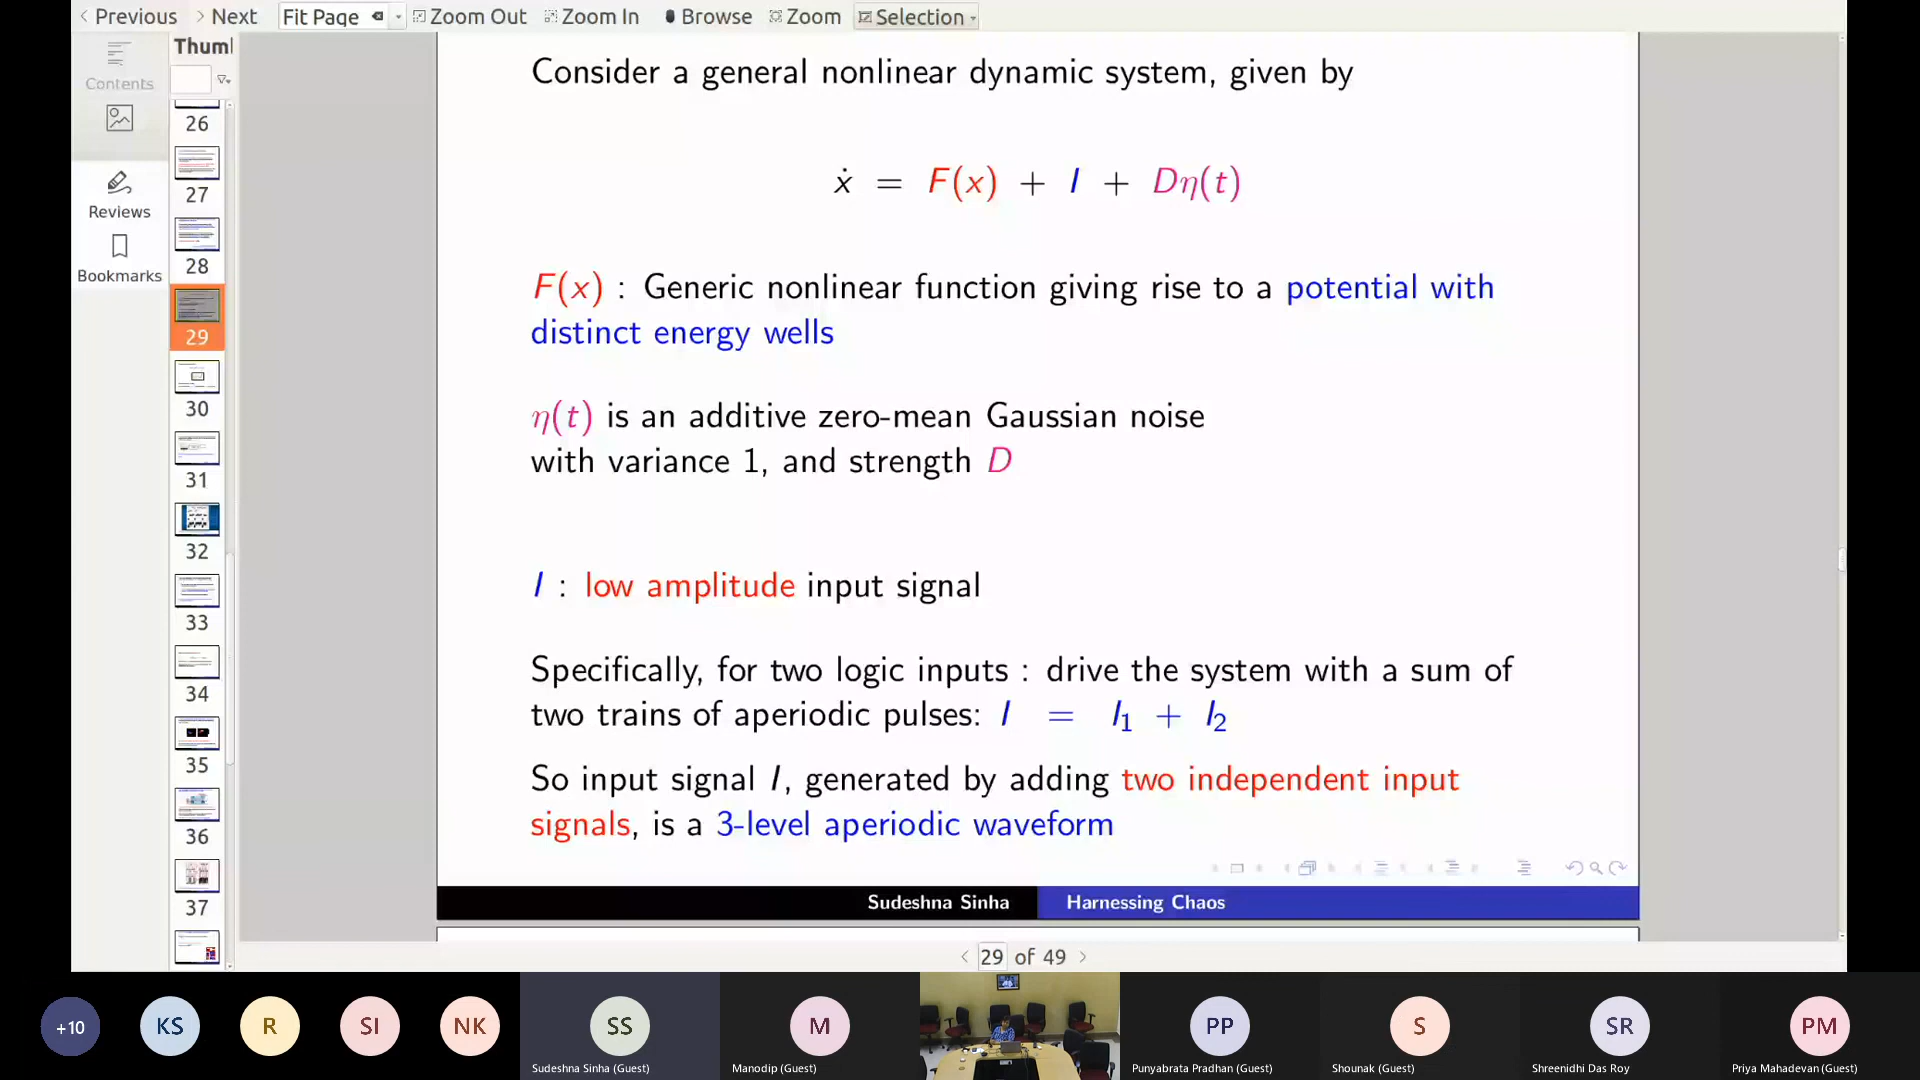 Previous Next Fit Page Zoom Out Zoom In Browse Zoom Selection
Contents
Reviews
Bookmarks
26
27
28
29
30
31
32
33
34
35
36
37
Consider a general nonlinear dynamic system, given by
ẋ = F(x) + I + Dη(t)
F(x) : Generic nonlinear function giving rise to a potential with
distinct energy wells
η(t) is an additive zero-mean Gaussian noise
with variance 1, and strength D
I : low amplitude input signal
Specifically, for two logic inputs : drive the system with a sum of
two trains of aperiodic pulses: I = I₁ + I₂
So input signal I, generated by adding two independent input
signals, is a 3-level aperiodic waveform
Sudeshna Sinha Harnessing Chaos
29 of 49
+10 KS R SI NK SS M PP S SR PM
Sudeshna Sinha (Guest) Manodip (Guest) Punyabrata Pradhan (Guest) Shounak (Guest) Shreenidhi Das Roy Priya Mahadevan (Guest)